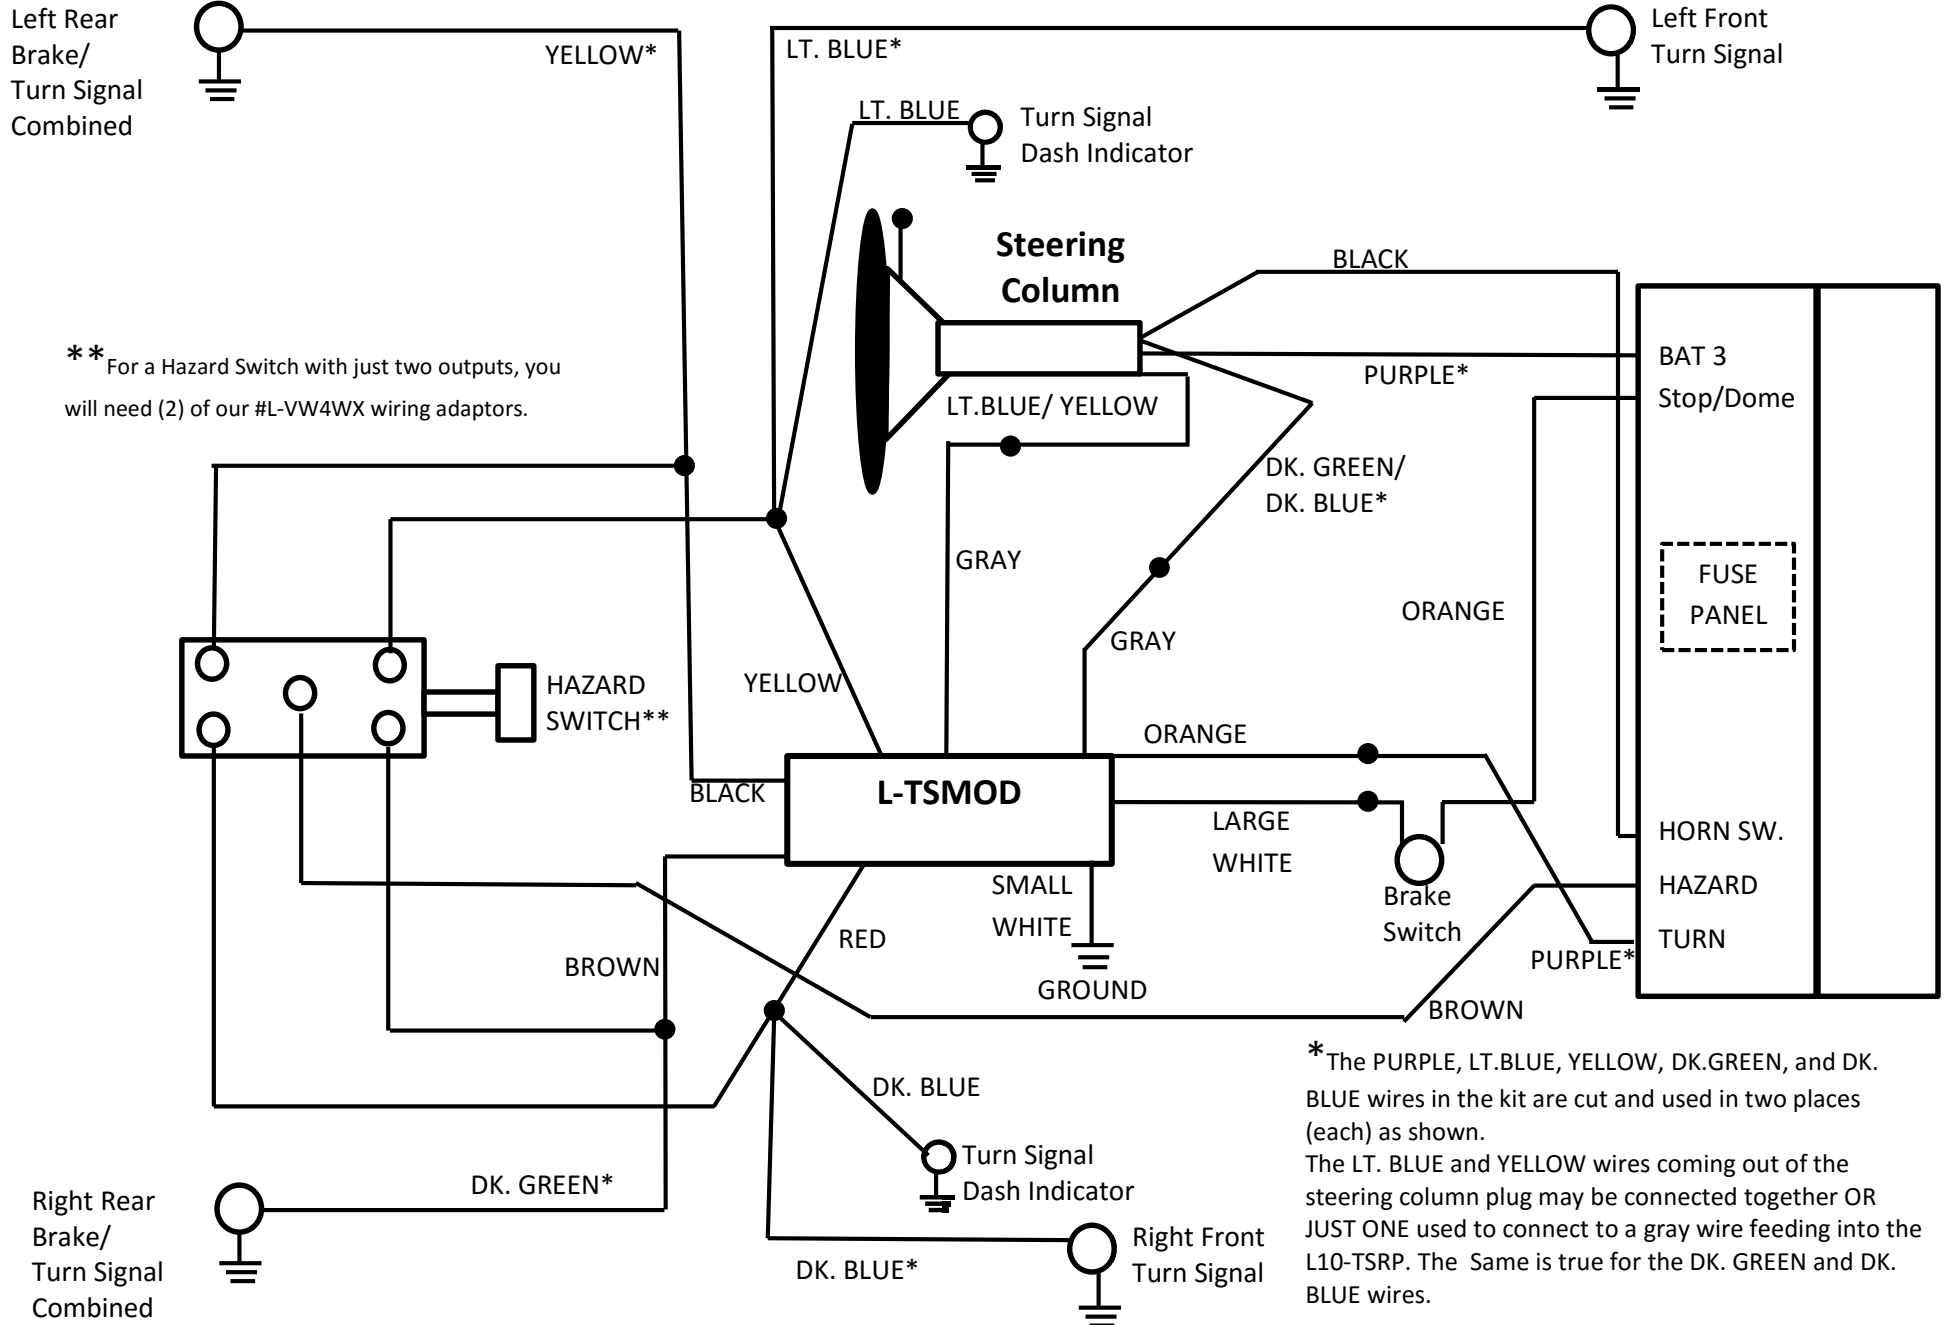 Left Rear
Brake/
Turn Signal
Combined
YELLOW*
LT. BLUE*
Left Front
Turn Signal
LT. BLUE
Turn Signal
Dash Indicator
Steering
Column
BLACK
**For a Hazard Switch with just two outputs, you
will need (2) of our #L-VW4WX wiring adaptors.
PURPLE*
LT.BLUE/ YELLOW
DK. GREEN/
DK. BLUE*
BAT 3
Stop/Dome
FUSE
PANEL
HORN SW.
HAZARD
TURN
GRAY
GRAY
ORANGE
HAZARD
SWITCH**
YELLOW
ORANGE
BLACK
L-TSMOD
LARGE
WHITE
SMALL
WHITE
Brake
Switch
RED
BROWN
GROUND
PURPLE*
BROWN
DK. BLUE
Turn Signal
Dash Indicator
DK. GREEN*
Right Rear
Brake/
Turn Signal
Combined
DK. BLUE*
Right Front
Turn Signal
*The PURPLE, LT.BLUE, YELLOW, DK.GREEN, and DK.
BLUE wires in the kit are cut and used in two places
(each) as shown.
The LT. BLUE and YELLOW wires coming out of the
steering column plug may be connected together OR
JUST ONE used to connect to a gray wire feeding into the
L10-TSRP. The  Same is true for the DK. GREEN and DK.
BLUE wires.